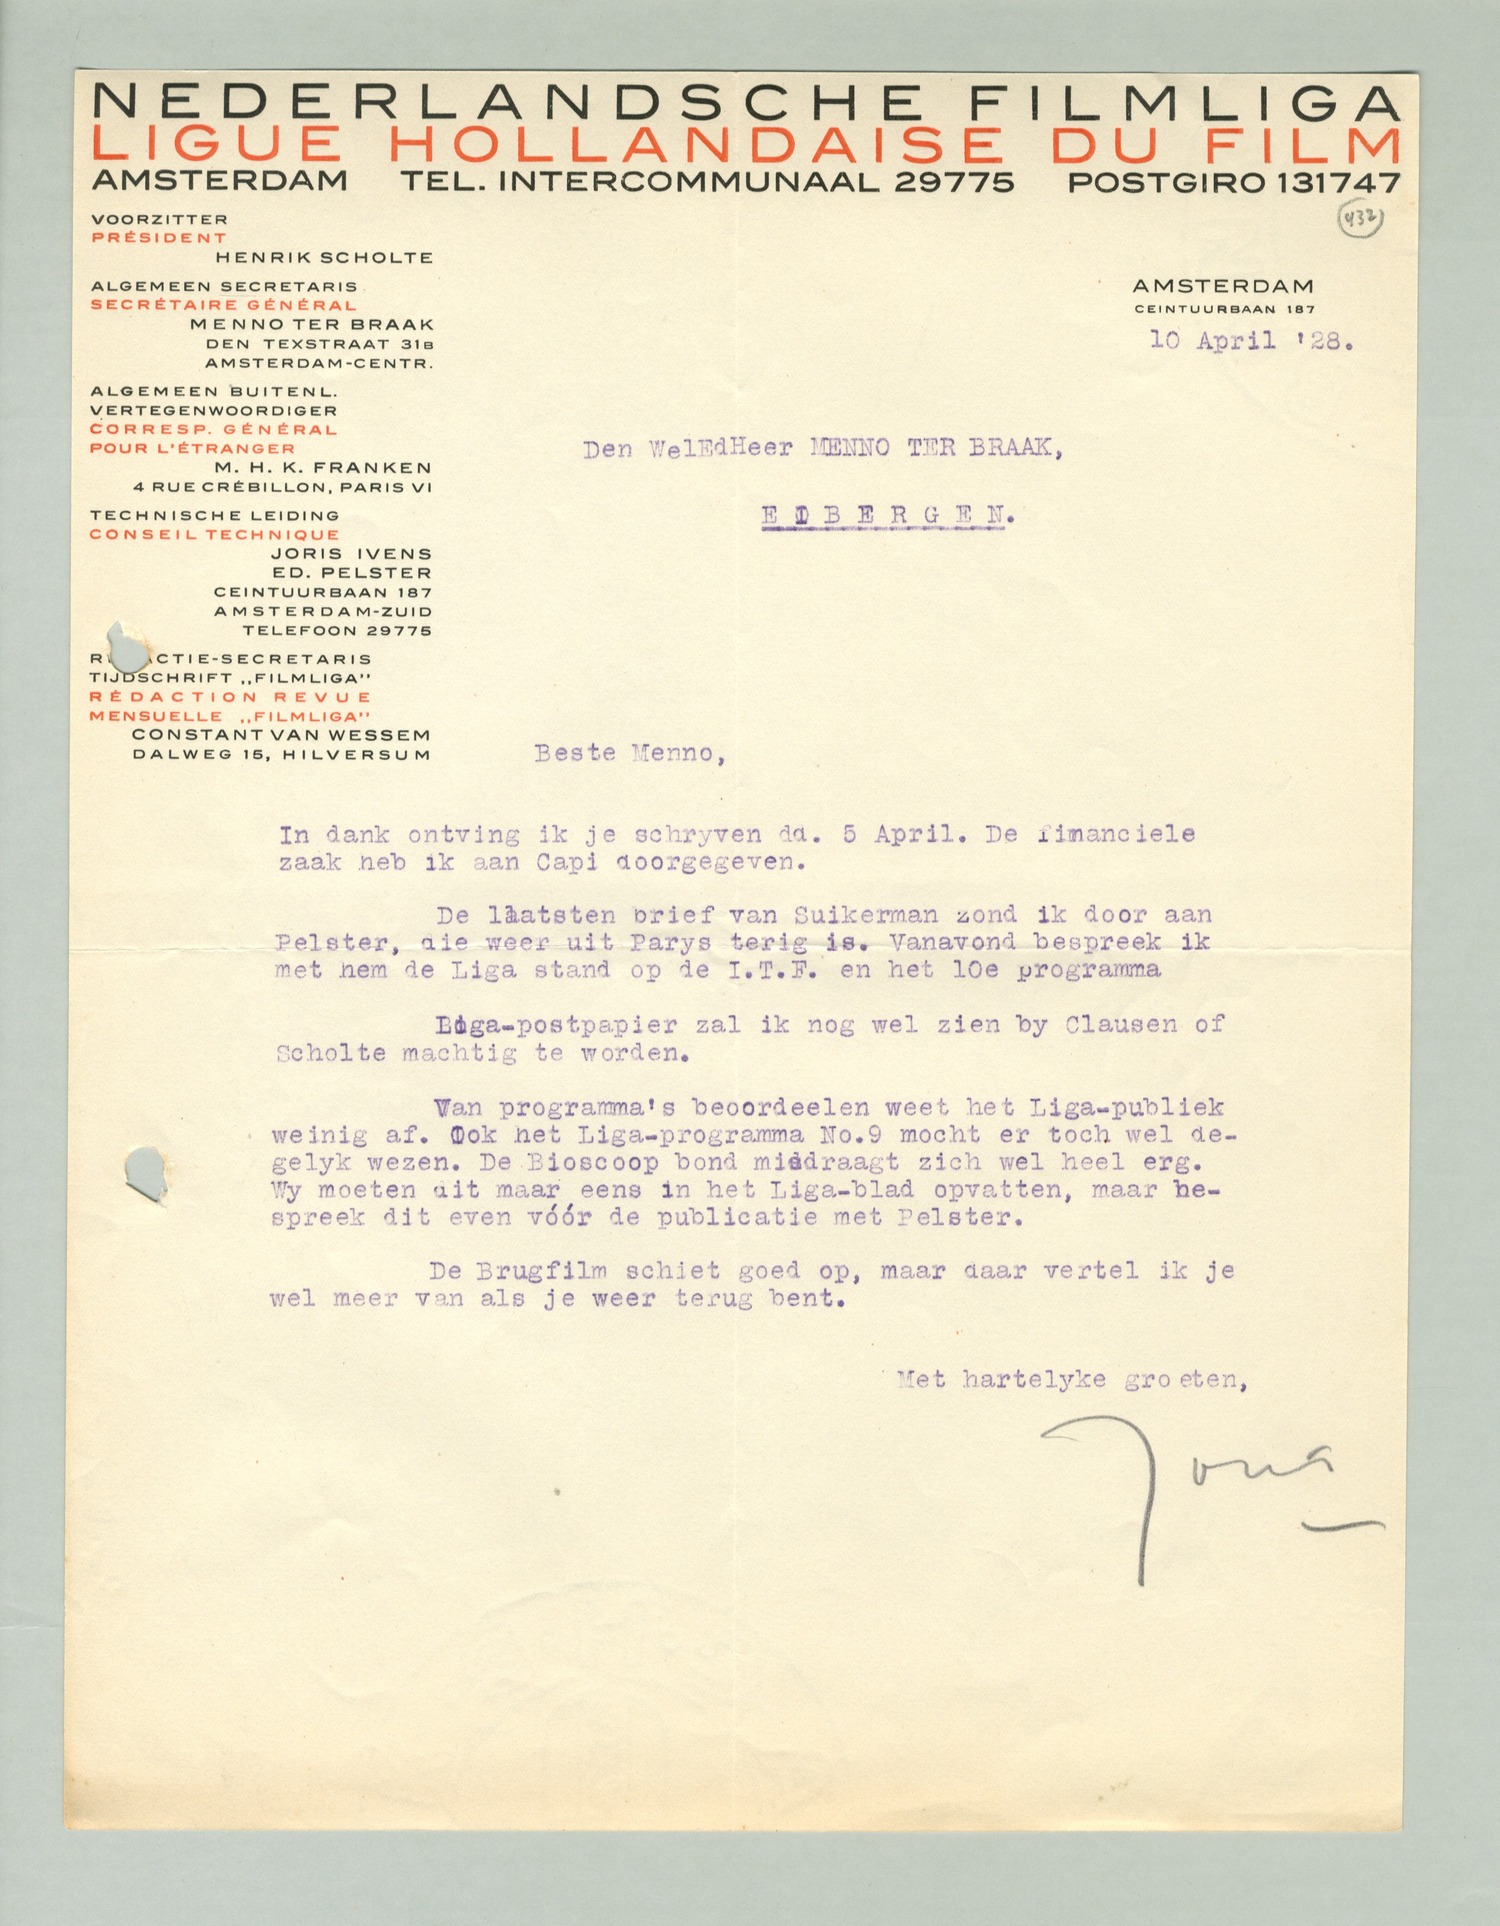 NEDERLANDSCHE FILMLIGA
LIGUE HOLLANDAISE DU FILM
AMSTERDAM TEL. INTERCOMMUNAAL 29775 POSTGIRO 131747
432
VOORZITTER
PRÉSIDENT
HENRIK SCHOLTE
ALGEMEEN SECRETARIS
SECRÉTAIRE GÉNÉRAL
MENNO TER BRAAK
DEN TEXSTRAAT 31B
AMSTERDAM-CENTR.
ALGEMEEN BUITENL.
VERTEGENWOORDIGER
CORRESP. GÉNÉRAL
POUR L'ÉTRANGER
M. H. K. FRANKEN
4 RUE CRÉBILLON, PARIS VI
TECHNISCHE LEIDING
CONSEIL TECHNIQUE
JORIS IVENS
ED. PELSTER
CEINTUURBAAN 187
AMSTERDAM-ZUID
TELEFOON 29775
R CTIE-SECRETARIS
TIJDSCHRIFT „FILMLIGA"
RÉDACTION REVUE
MENSUELLE „FILMLIGA"
CONSTANT VAN WESSEM
DALWEG 15, HILVERSUM
AMSTERDAM
CEINTUURBAAN 187
10 April '28.
Den WelEdHeer MENNO TER BRAAK,
EIBERGEN.
Beste Menno,
In dank ontving ik je schryven dd. 5 April. De financiele
zaak heb ik aan Capi doorgegeven.
De laatsten brief van Suikerman zond ik door aan
Pelster, die weer uit Parys terig is. Vanavond bespreek ik
met hem de Liga stand op de I.T.F. en het 10e programma
Liga-postpapier zal ik nog wel zien by Clausen of
Scholte machtig te worden.
Van programma's beoordeelen weet het Liga-publiek
weinig af. Ook het Liga-programma No.9 mocht er toch wel de-
gelyk wezen. De Bioscoop bond misdraagt zich wel heel erg.
Wy moeten dit maar eens in het Liga-blad opvatten, maar be-
spreek dit even vóór de publicatie met Pelster.
De Brugfilm schiet goed op, maar daar vertel ik je
wel meer van als je weer terug bent.
Met hartelyke groeten,
Joris